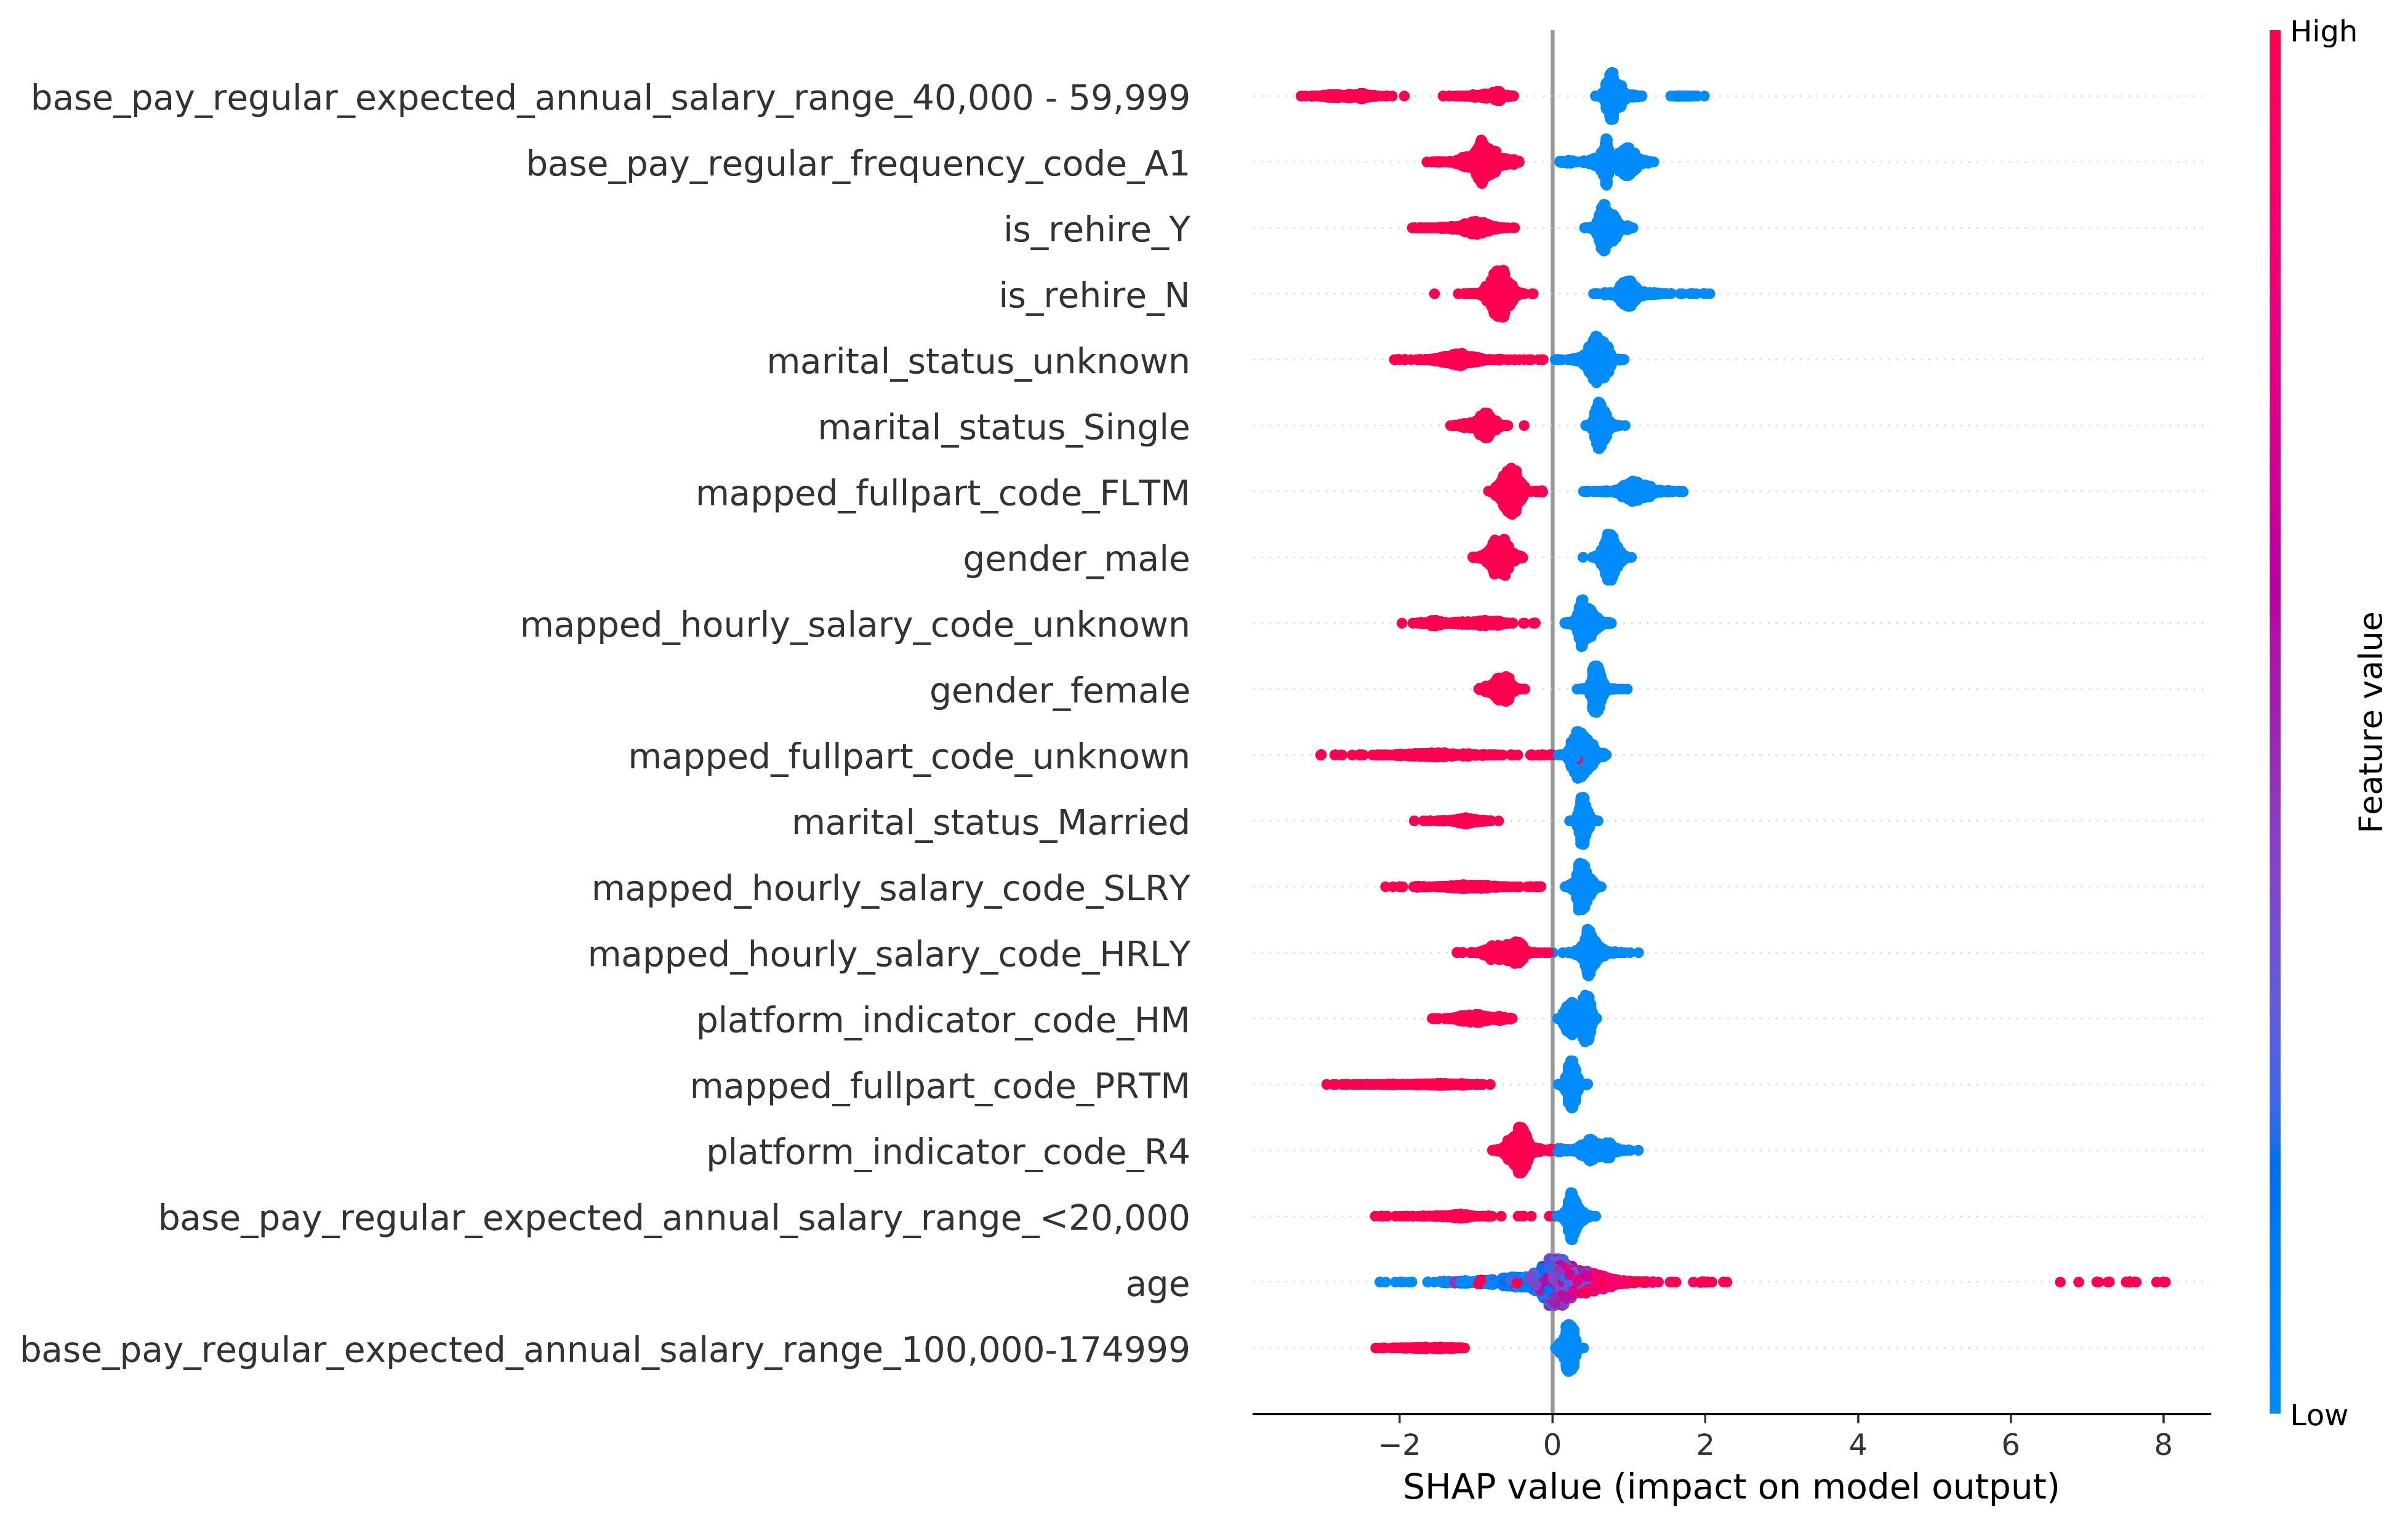 High
base_pay_regular_expected_annual_salary_range_40,000 - 59,999
base_pay_regular_frequency_code_A1
is_rehire_Y
is_rehire_N
marital_status_unknown
marital_status_Single
mapped_fullpart_code_FLTM
gender_male
mapped_hourly_salary_code_unknown
gender_female
mapped_fullpart_code_unknown
marital_status_Married
mapped_hourly_salary_code_SLRY
mapped_hourly_salary_code_HRLY
platform_indicator_code_HM
mapped_fullpart_code_PRTM
platform_indicator_code_R4
base_pay_regular_expected_annual_salary_range_<20,000
age
base_pay_regular_expected_annual_salary_range_100,000-174999
Feature value
Low
−2 0 2 4 6 8
SHAP value (impact on model output)